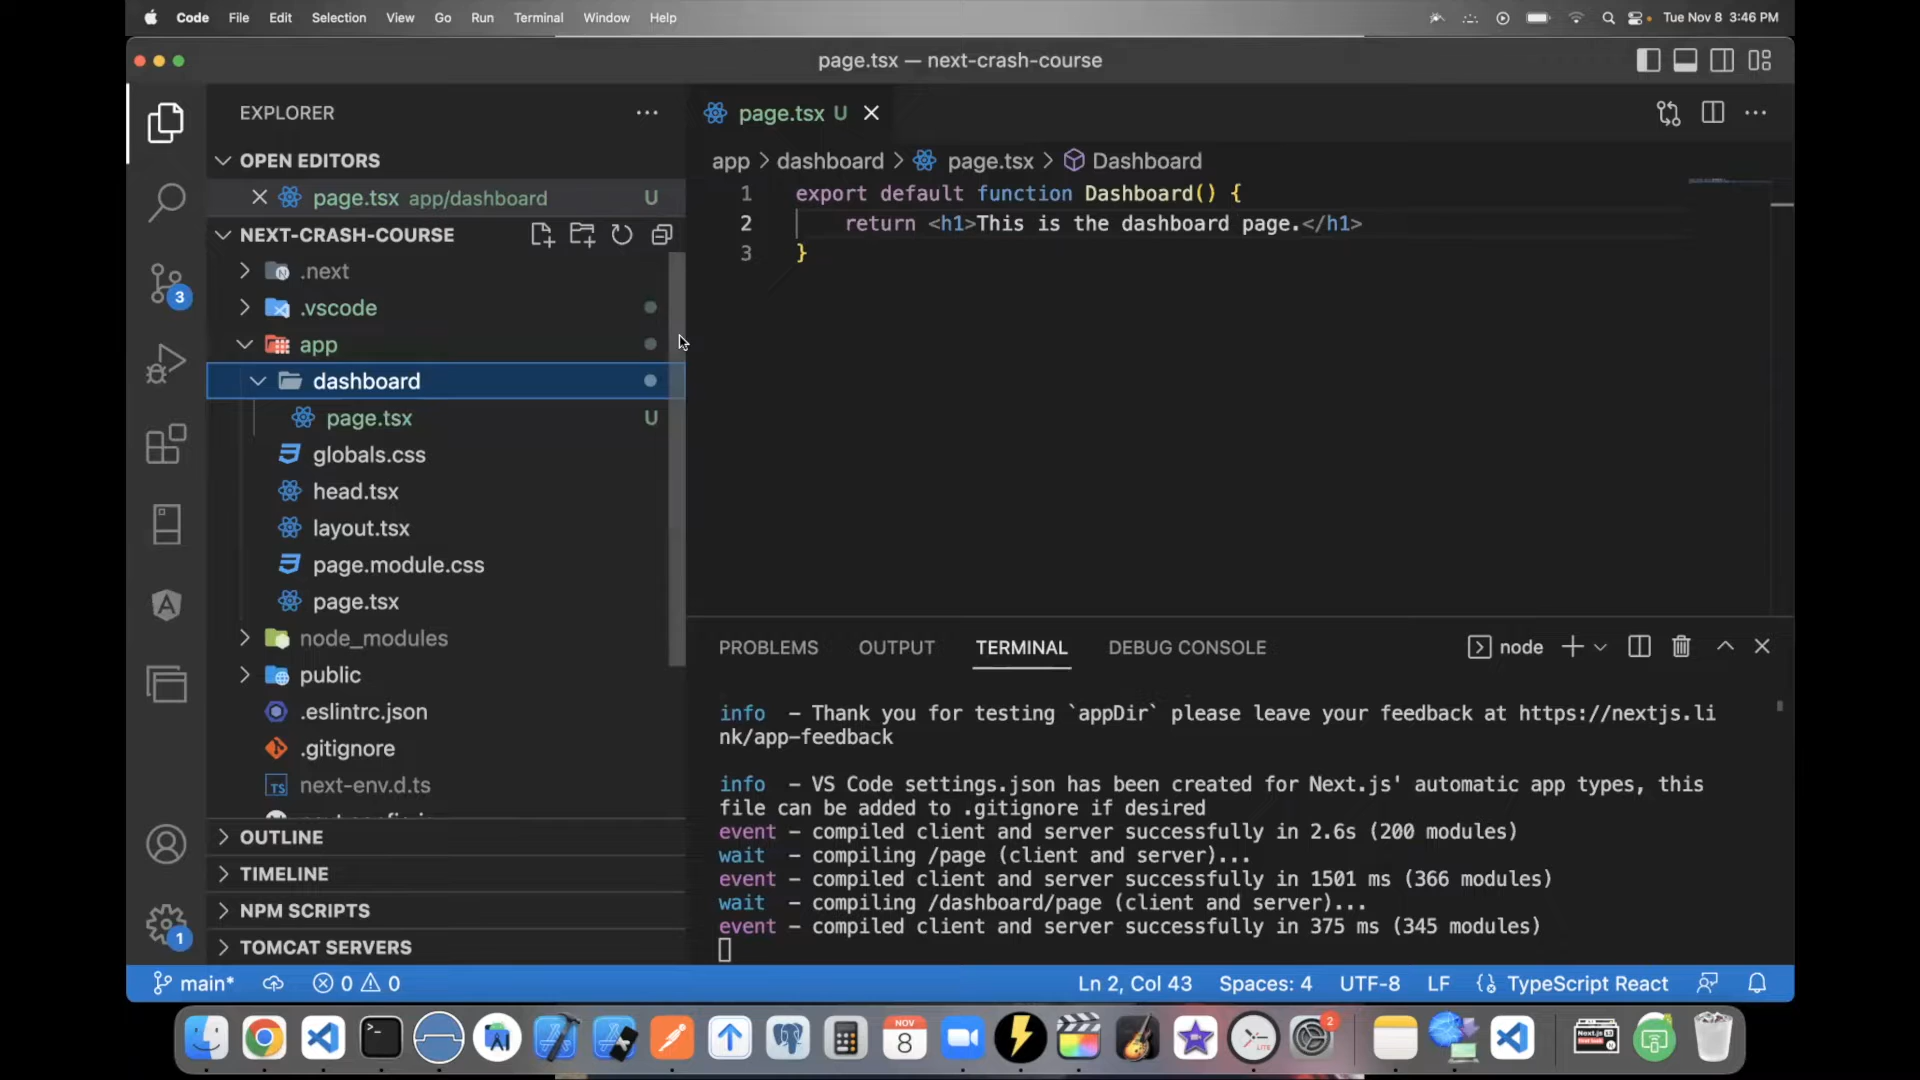 Code File Edit Selection View Go Run Terminal Window Help Tue Nov 8 3:46 PM
page.tsx — next-crash-course
EXPLORER
OPEN EDITORS
page.tsx app/dashboard U
NEXT-CRASH-COURSE
.next
.vscode
app
dashboard
page.tsx U
globals.css
head.tsx
layout.tsx
page.module.css
page.tsx
node_modules
public
.eslintrc.json
.gitignore
next-env.d.ts
OUTLINE
TIMELINE
NPM SCRIPTS
TOMCAT SERVERS
3
1
page.tsx U
app > dashboard > page.tsx > Dashboard
1 export default function Dashboard() {
2 return <h1>This is the dashboard page.</h1>
3 }
PROBLEMS OUTPUT TERMINAL DEBUG CONSOLE node
info – Thank you for testing `appDir` please leave your feedback at https://nextjs.li
nk/app-feedback
info – VS Code settings.json has been created for Next.js' automatic app types, this
file can be added to .gitignore if desired
event – compiled client and server successfully in 2.6s (200 modules)
wait – compiling /page (client and server)...
event – compiled client and server successfully in 1501 ms (366 modules)
wait – compiling /dashboard/page (client and server)...
event – compiled client and server successfully in 375 ms (345 modules)
main* 0 0 Ln 2, Col 43 Spaces: 4 UTF-8 LF TypeScript React
NOV
8
2
Next.js